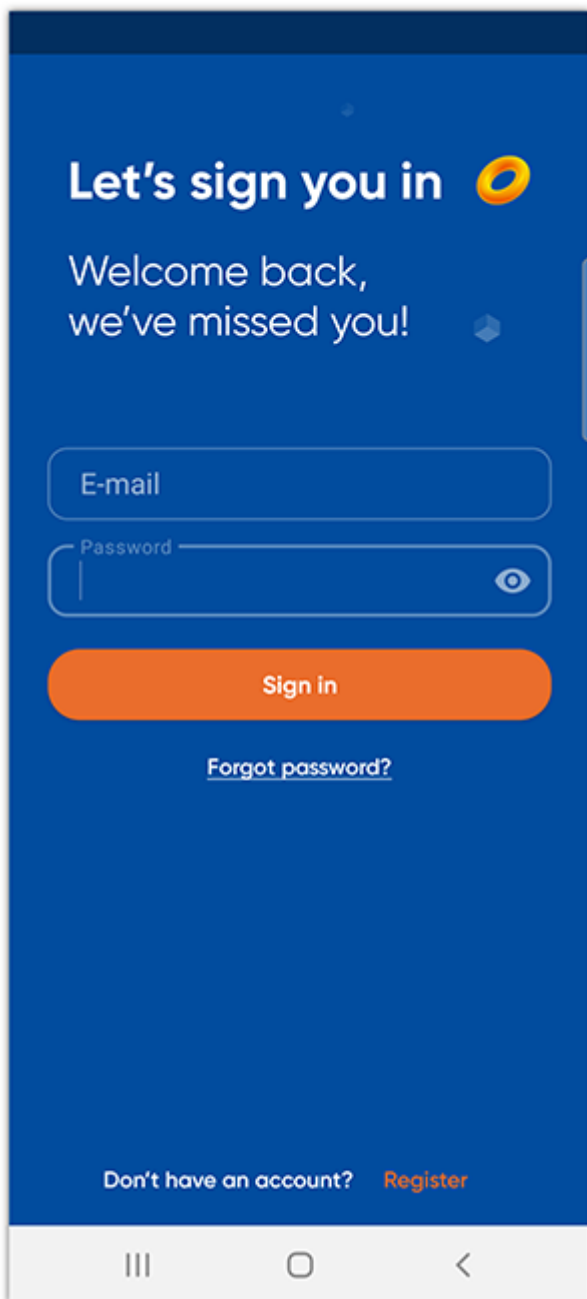 Let's sign you in
Welcome back,
we've missed you!
E-mail
Password
Sign in
Forgot password?
Don't have an account? Register